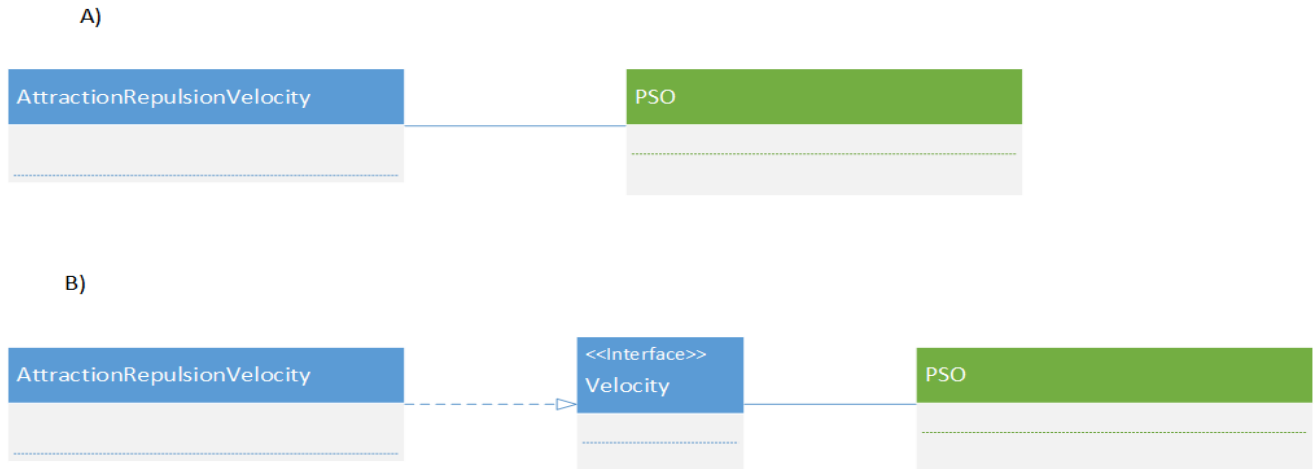 A)
AttractionRepulsionVelocity
PSO
B)
AttractionRepulsionVelocity
<<Interface>>
Velocity
PSO